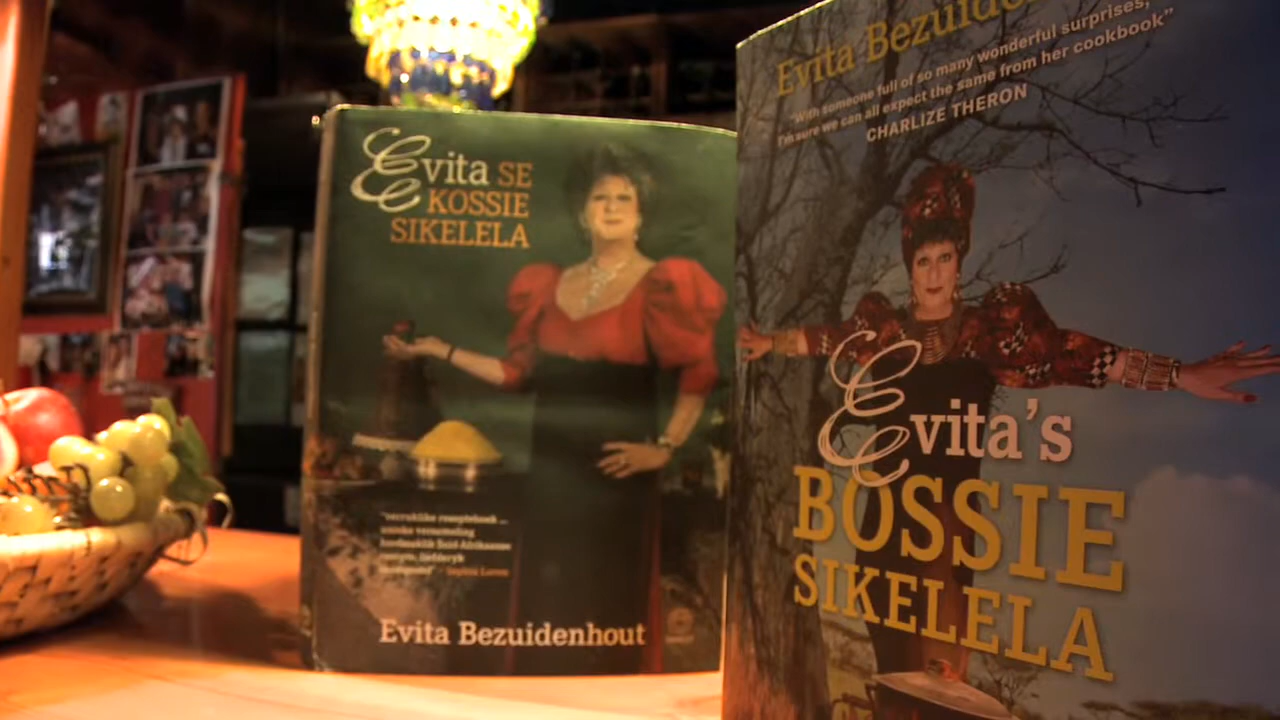 Evita SE
KOSSIE
SIKELELA
Evita Bezuidenhout
Evita Bezuiden
"With someone full of so many wonderful surprises,
I'm sure we can all expect the same from her cookbook"
CHARLIZE THERON
Evita's
BOSSIE
SIKELELA